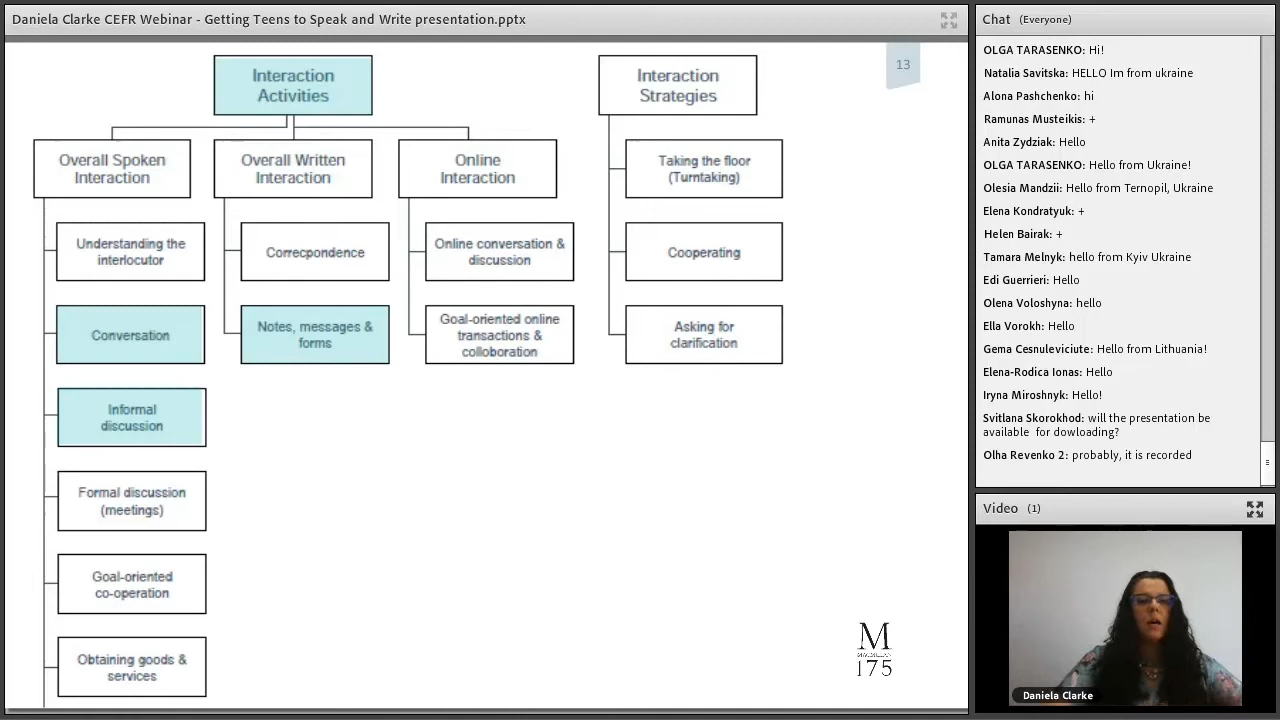 Daniela Clarke CEFR Webinar - Getting Teens to Speak and Write presentation.pptx
13
Interaction
Activities
Interaction
Strategies
Overall Spoken
Interaction
Overall Written
Interaction
Online
Interaction
Taking the floor
(Turntaking)
Understanding the
interlocutor
Correcpondence
Online conversation &
discussion
Cooperating
Conversation
Notes, messages &
forms
Goal-oriented online
transactions &
colloboration
Asking for
clarification
Informal
discussion
Formal discussion
(meetings)
Goal-oriented
co-operation
Obtaining goods &
services
M
MACMILLAN
175
Chat (Everyone)
OLGA TARASENKO: Hi!
Natalia Savitska: HELLO Im from ukraine
Alona Pashchenko: hi
Ramunas Musteikis: +
Anita Zydziak: Hello
OLGA TARASENKO: Hello from Ukraine!
Olesia Mandzii: Hello from Ternopil, Ukraine
Elena Kondratyuk: +
Helen Bairak: +
Tamara Melnyk: hello from Kyiv Ukraine
Edi Guerrieri: Hello
Olena Voloshyna: hello
Ella Vorokh: Hello
Gema Cesnuleviciute: Hello from Lithuania!
Elena-Rodica Ionas: Hello
Iryna Miroshnyk: Hello!
Svitlana Skorokhod: will the presentation be
available for dowloading?
Olha Revenko 2: probably, it is recorded
Video (1)
Daniela Clarke